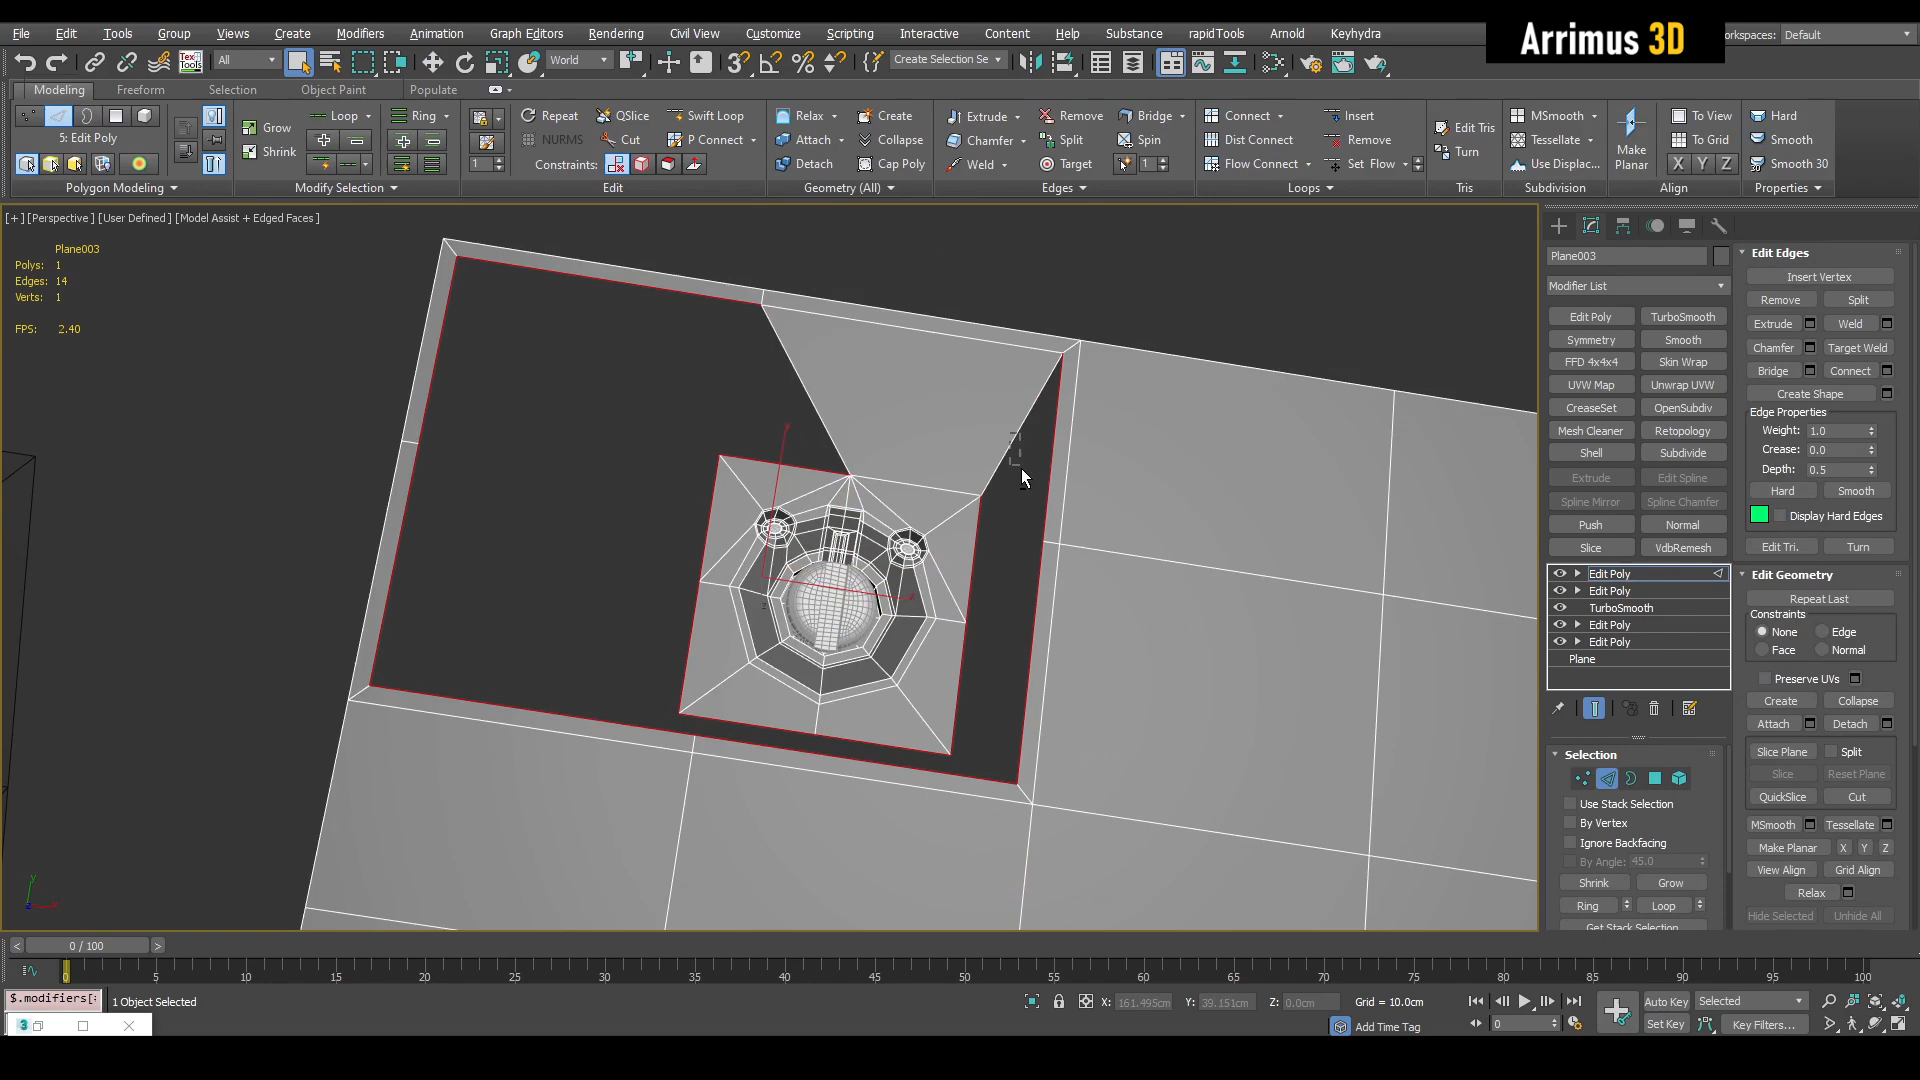 File Edit Tools Group Views Create Modifiers Animation Graph Editors Rendering Civil View Customize Scripting Interactive Content Help Substance rapidTools Arnold Keyhydra
Arrimus 3D
orkspaces: Default
Text Tools All World Create Selection Se
Modeling Freeform Selection Object Paint Populate
5: Edit Poly
Grow
Shrink
Loop Ring
Repeat QSlice Swift Loop
NURMS Cut P Connect
1 Constraints:
Relax Create
Attach Collapse
Detach Cap Poly
Extrude Remove Bridge
Chamfer Split Spin
Weld Target 1
Connect Insert
Dist Connect Remove
Flow Connect Set Flow
Edit Tris
Turn
MSmooth
Tessellate
Use Displac...
Make Planar
To View
To Grid
X Y Z
Hard
Smooth
Smooth 30
Polygon Modeling Modify Selection Edit Geometry (All) Edges Loops Tris Subdivision Align Properties
[+] [Perspective] [User Defined] [Model Assist + Edged Faces]
Plane003
Polys: 1
Edges: 14
Verts: 1
FPS: 2.40
Plane003
Modifier List
Edit Poly TurboSmooth
Symmetry Smooth
FFD 4x4x4 Skin Wrap
UVW Map Unwrap UVW
CreaseSet OpenSubdiv
Mesh Cleaner Retopology
Shell Subdivide
Extrude Edit Spline
Spline Mirror Spline Chamfer
Push Normal
Slice VdbRemesh
Edit Poly
Edit Poly
TurboSmooth
Edit Poly
Edit Poly
Plane
Selection
Use Stack Selection
By Vertex
Ignore Backfacing
By Angle: 45.0
Shrink Grow
Ring Loop
Get Stack Selection
Edit Edges
Insert Vertex
Remove Split
Extrude Weld
Chamfer Target Weld
Bridge Connect
Create Shape
Edge Properties
Weight: 1.0
Crease: 0.0
Depth: 0.5
Hard Smooth
Display Hard Edges
Edit Tri. Turn
Edit Geometry
Repeat Last
Constraints
None Edge
Face Normal
Preserve UVs
Create Collapse
Attach Detach
Slice Plane Split
Slice Reset Plane
QuickSlice Cut
MSmooth Tessellate
Make Planar X Y Z
View Align Grid Align
Relax
Hide Selected Unhide All
< 0 / 100 >
0 5 10 15 20 25 30 35 40 45 50 55 60 65 70 75 80 85 90 95 100
$.modifiers[: 1 Object Selected X: 161.495cm Y: 39.151cm Z: 0.0cm Grid = 10.0cm Auto Key Selected
3 Add Time Tag 0 Set Key Key Filters...